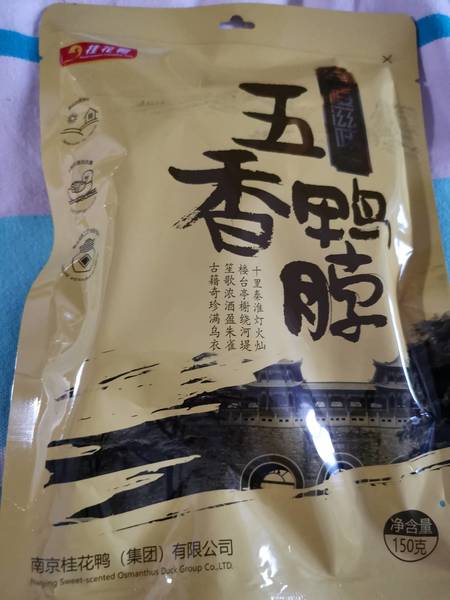 桂花鸭
五香鸭脖
十里秦淮灯火灿
楼台亭榭绕河堤
笙歌浓酒盈朱雀
古籍奇珍满乌衣
净含量
150克
南京桂花鸭（集团）有限公司
Nanjing Sweet-scented Osmanthus Duck Group Co.,LTD.